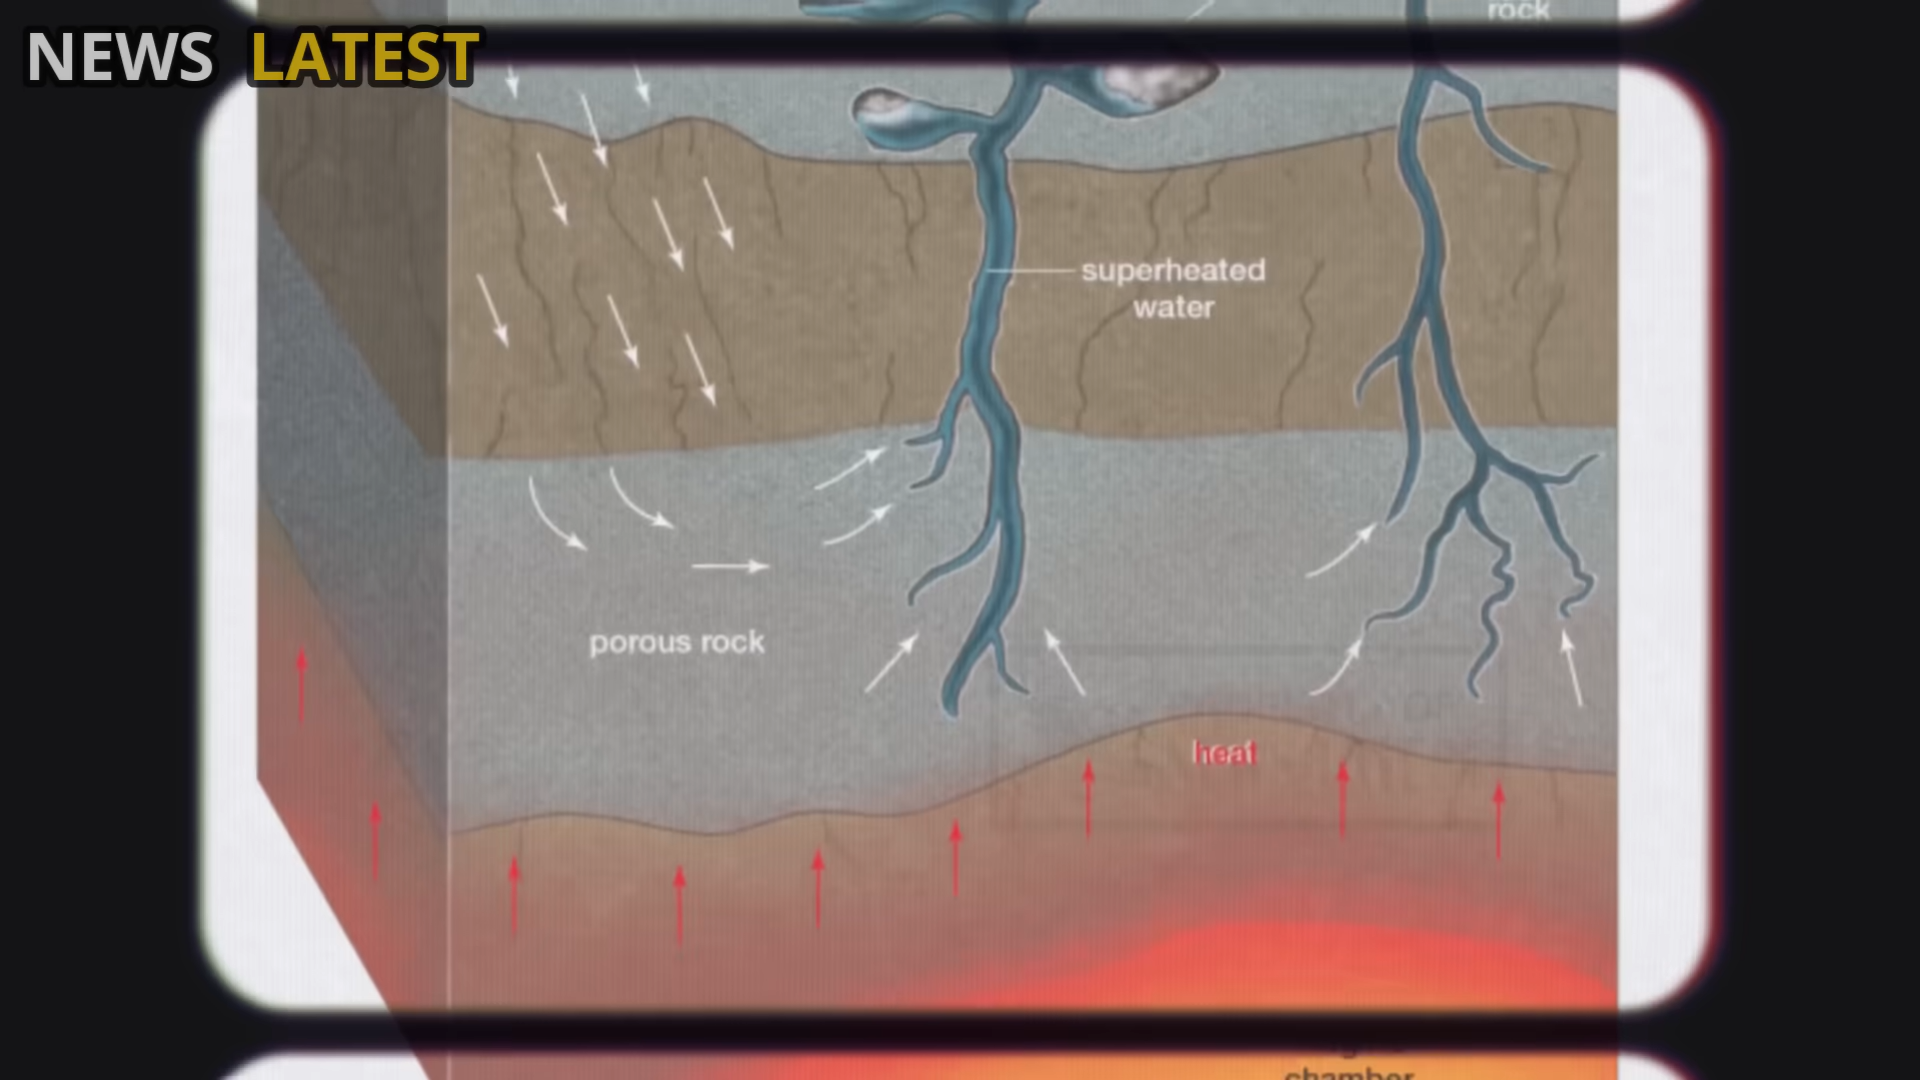 rock
NEWS LATEST
superheated
water
porous rock
heat
chamber